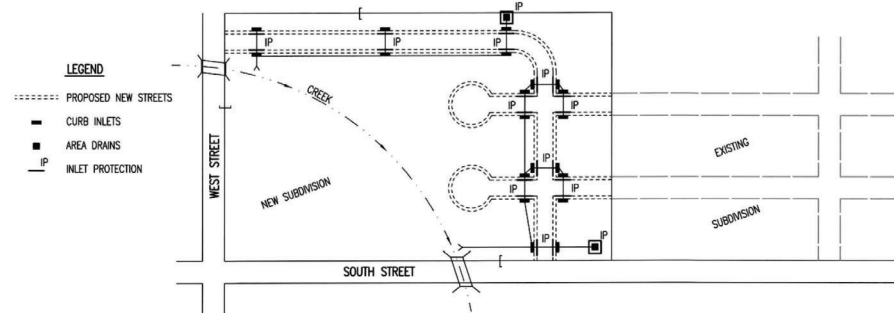 IP
LEGEND
PROPOSED NEW STREETS
CURB INLETS
AREA DRAINS
IP
INLET PROTECTION
IP
IP
IP
CREEK
WEST STREET
NEW SUBDIVISION
IP
IP
IP
IP
IP
IP
IP
IP
EXISTING
SUBDIVISION
SOUTH STREET